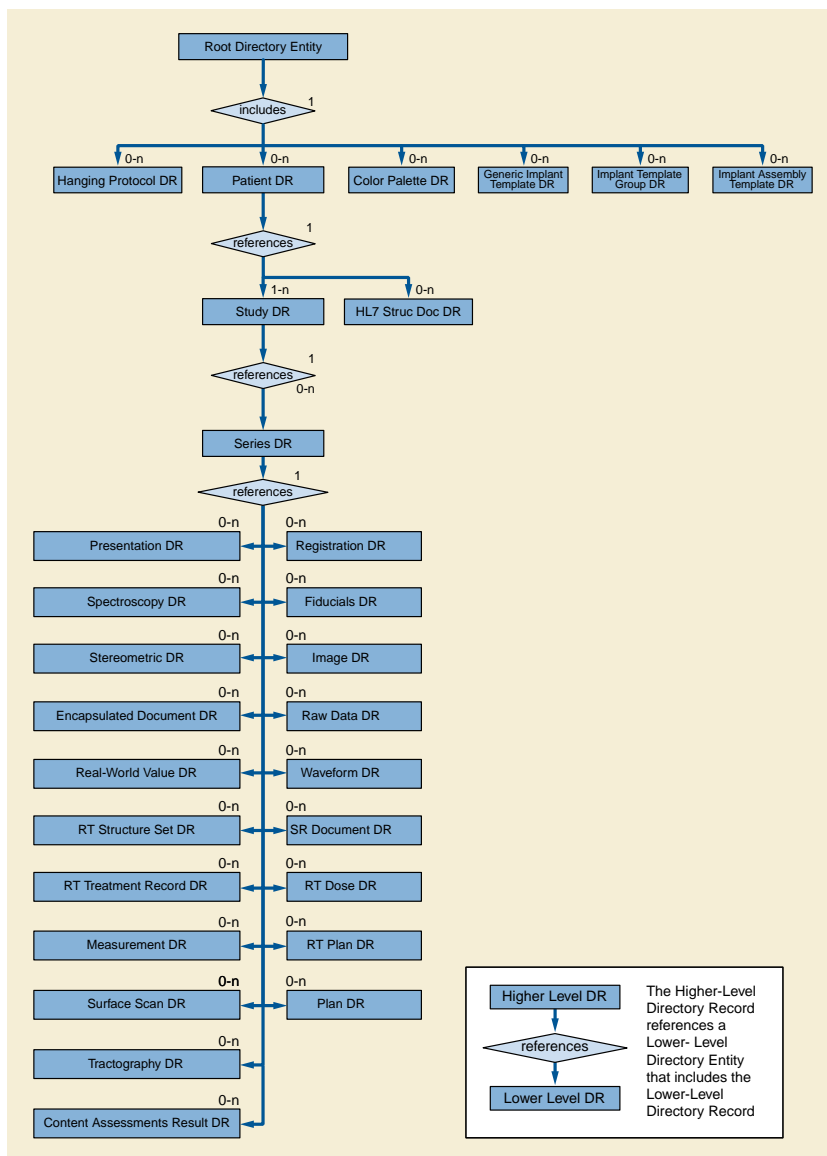 Root Directory Entity
1
includes
0-n
0-n
0-n
0-n
0-n
0-n
Hanging Protocol DR
Patient DR
Color Palette DR
Generic Implant
Template DR
Implant Template
Group DR
Implant Assembly
Template DR
1
references
1-n
0-n
Study DR
HL7 Struc Doc DR
1
references
0-n
Series DR
1
references
0-n
0-n
Presentation DR
Registration DR
0-n
0-n
Spectroscopy DR
Fiducials DR
0-n
0-n
Stereometric DR
Image DR
0-n
0-n
Encapsulated Document DR
Raw Data DR
0-n
0-n
Real-World Value DR
Waveform DR
0-n
0-n
RT Structure Set DR
SR Document DR
0-n
0-n
RT Treatment Record DR
RT Dose DR
0-n
0-n
Measurement DR
RT Plan DR
0-n
0-n
Surface Scan DR
Plan DR
0-n
Tractography DR
0-n
Content Assessments Result DR
Higher Level DR
references
Lower Level DR
The Higher-Level
Directory Record
references a
Lower- Level
Directory Entity
that includes the
Lower-Level
Directory Record